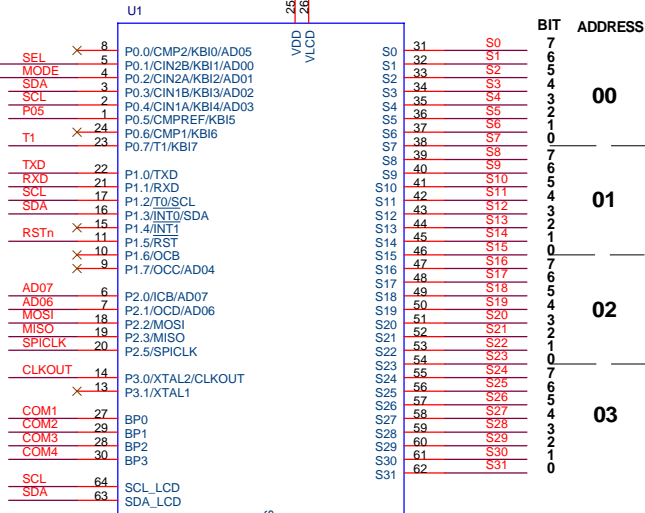 U1
25 26
VDD VLCD
8 P0.0/CMP2/KBI0/AD05
SEL 5 P0.1/CIN2B/KBI1/AD00
MODE 4 P0.2/CIN2A/KBI2/AD01
SDA 3 P0.3/CIN1B/KBI3/AD02
SCL 2 P0.4/CIN1A/KBI4/AD03
P05 1 P0.5/CMPREF/KBI5
24 P0.6/CMP1/KBI6
T1 23 P0.7/T1/KBI7
TXD 22 P1.0/TXD
RXD 21 P1.1/RXD
SCL 17 P1.2/T0/SCL
SDA 16 P1.3/INT0/SDA
15 P1.4/INT1
RSTn 11 P1.5/RST
10 P1.6/OCB
9 P1.7/OCC/AD04
AD07 6 P2.0/ICB/AD07
AD06 7 P2.1/OCD/AD06
MOSI 18 P2.2/MOSI
MISO 19 P2.3/MISO
SPICLK 20 P2.5/SPICLK
CLKOUT 14 P3.0/XTAL2/CLKOUT
13 P3.1/XTAL1
COM1 27 BP0
COM2 29 BP1
COM3 28 BP2
COM4 30 BP3
SCL 64 SCL_LCD
SDA 63 SDA_LCD
BIT ADDRESS
S0 31 S0 7
S1 32 S1 6
S2 33 S2 5
S3 34 S3 4
S4 35 S4 3
00
S5 36 S5 2
S6 37 S6 1
S7 38 S7 0
S8 39 S8 7
S9 40 S9 6
S10 41 S10 5
S11 42 S11 4
01
S12 43 S12 3
S13 44 S13 2
S14 45 S14 1
S15 46 S15 0
S16 47 S16 7
S17 48 S17 6
S18 49 S18 5
S19 50 S19 4
02
S20 51 S20 3
S21 52 S21 2
S22 53 S22 1
S23 54 S23 0
S24 55 S24 7
S25 56 S25 6
S26 57 S26 5
S27 58 S27 4
03
S28 59 S28 3
S29 60 S29 2
S30 61 S30 1
S31 62 S31 0